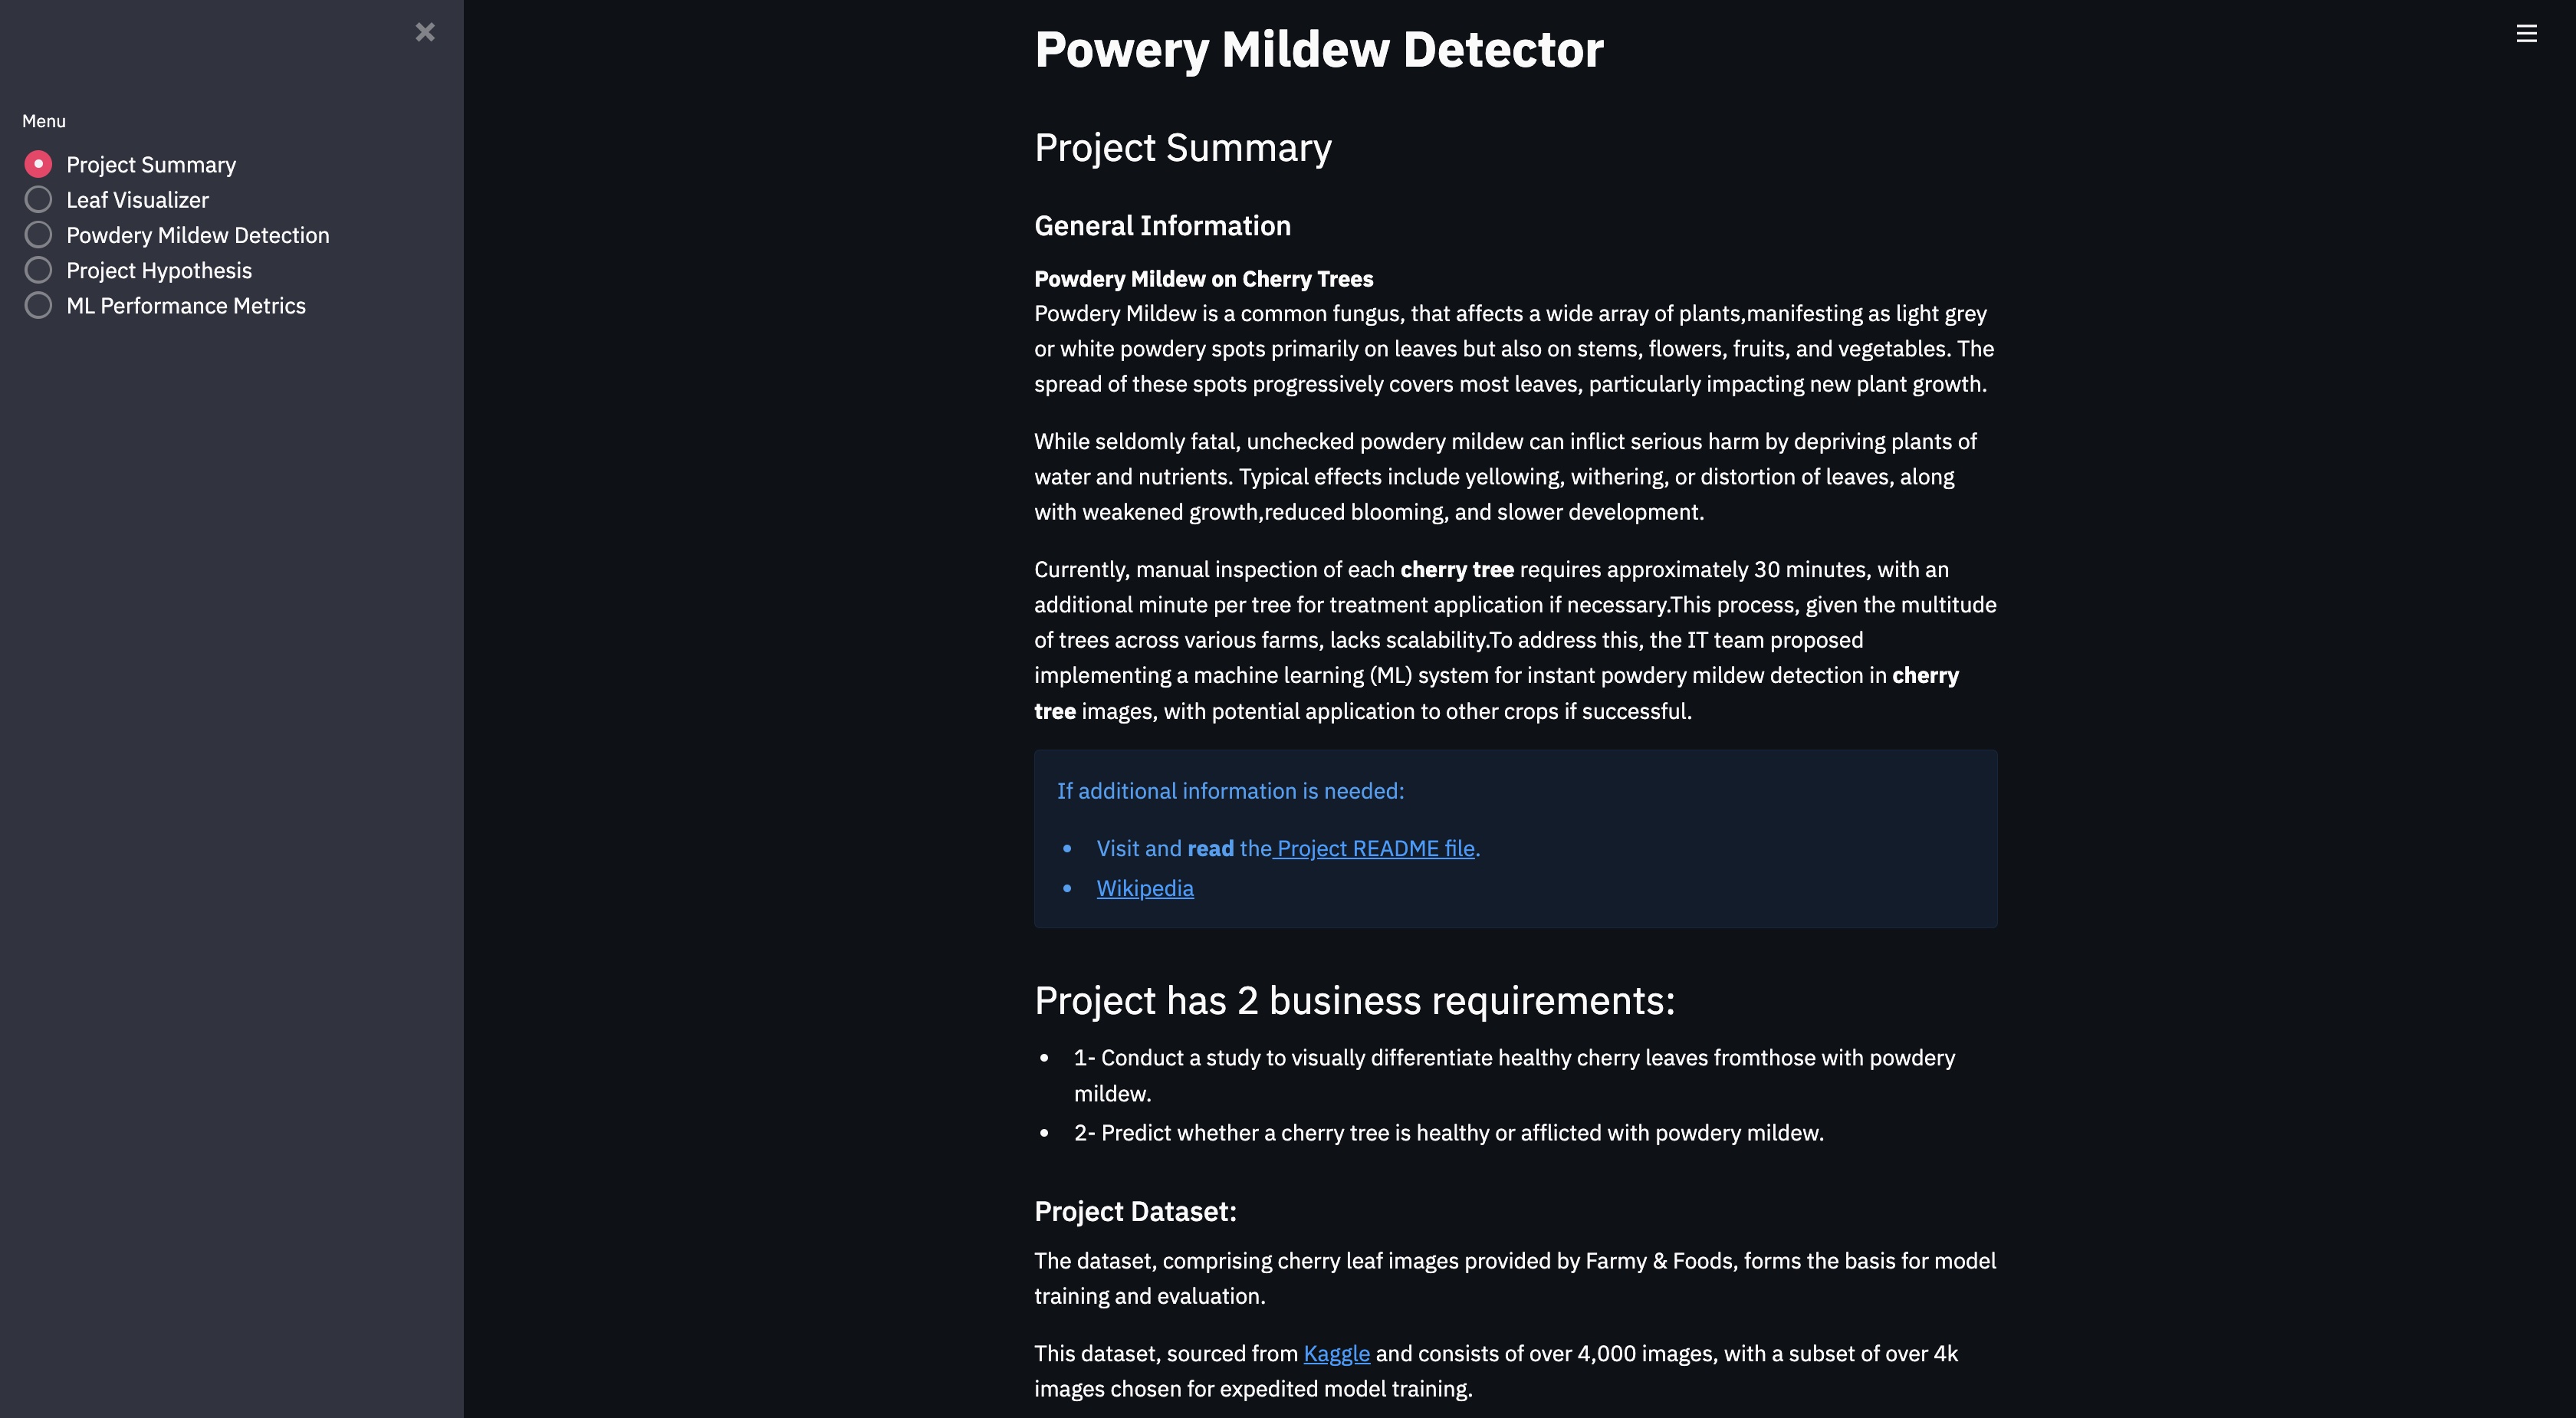 Menu
Project Summary
Leaf Visualizer
Powdery Mildew Detection
Project Hypothesis
ML Performance Metrics
Powery Mildew Detector
Project Summary
General Information
Powdery Mildew on Cherry Trees
Powdery Mildew is a common fungus, that affects a wide array of plants,manifesting as light grey
or white powdery spots primarily on leaves but also on stems, flowers, fruits, and vegetables. The
spread of these spots progressively covers most leaves, particularly impacting new plant growth.
While seldomly fatal, unchecked powdery mildew can inflict serious harm by depriving plants of
water and nutrients. Typical effects include yellowing, withering, or distortion of leaves, along
with weakened growth,reduced blooming, and slower development.
Currently, manual inspection of each cherry tree requires approximately 30 minutes, with an
additional minute per tree for treatment application if necessary.This process, given the multitude
of trees across various farms, lacks scalability.To address this, the IT team proposed
implementing a machine learning (ML) system for instant powdery mildew detection in cherry
tree images, with potential application to other crops if successful.
If additional information is needed:
• Visit and read the Project README file.
• Wikipedia
Project has 2 business requirements:
• 1- Conduct a study to visually differentiate healthy cherry leaves fromthose with powdery
mildew.
• 2- Predict whether a cherry tree is healthy or afflicted with powdery mildew.
Project Dataset:
The dataset, comprising cherry leaf images provided by Farmy & Foods, forms the basis for model
training and evaluation.
This dataset, sourced from Kaggle and consists of over 4,000 images, with a subset of over 4k
images chosen for expedited model training.